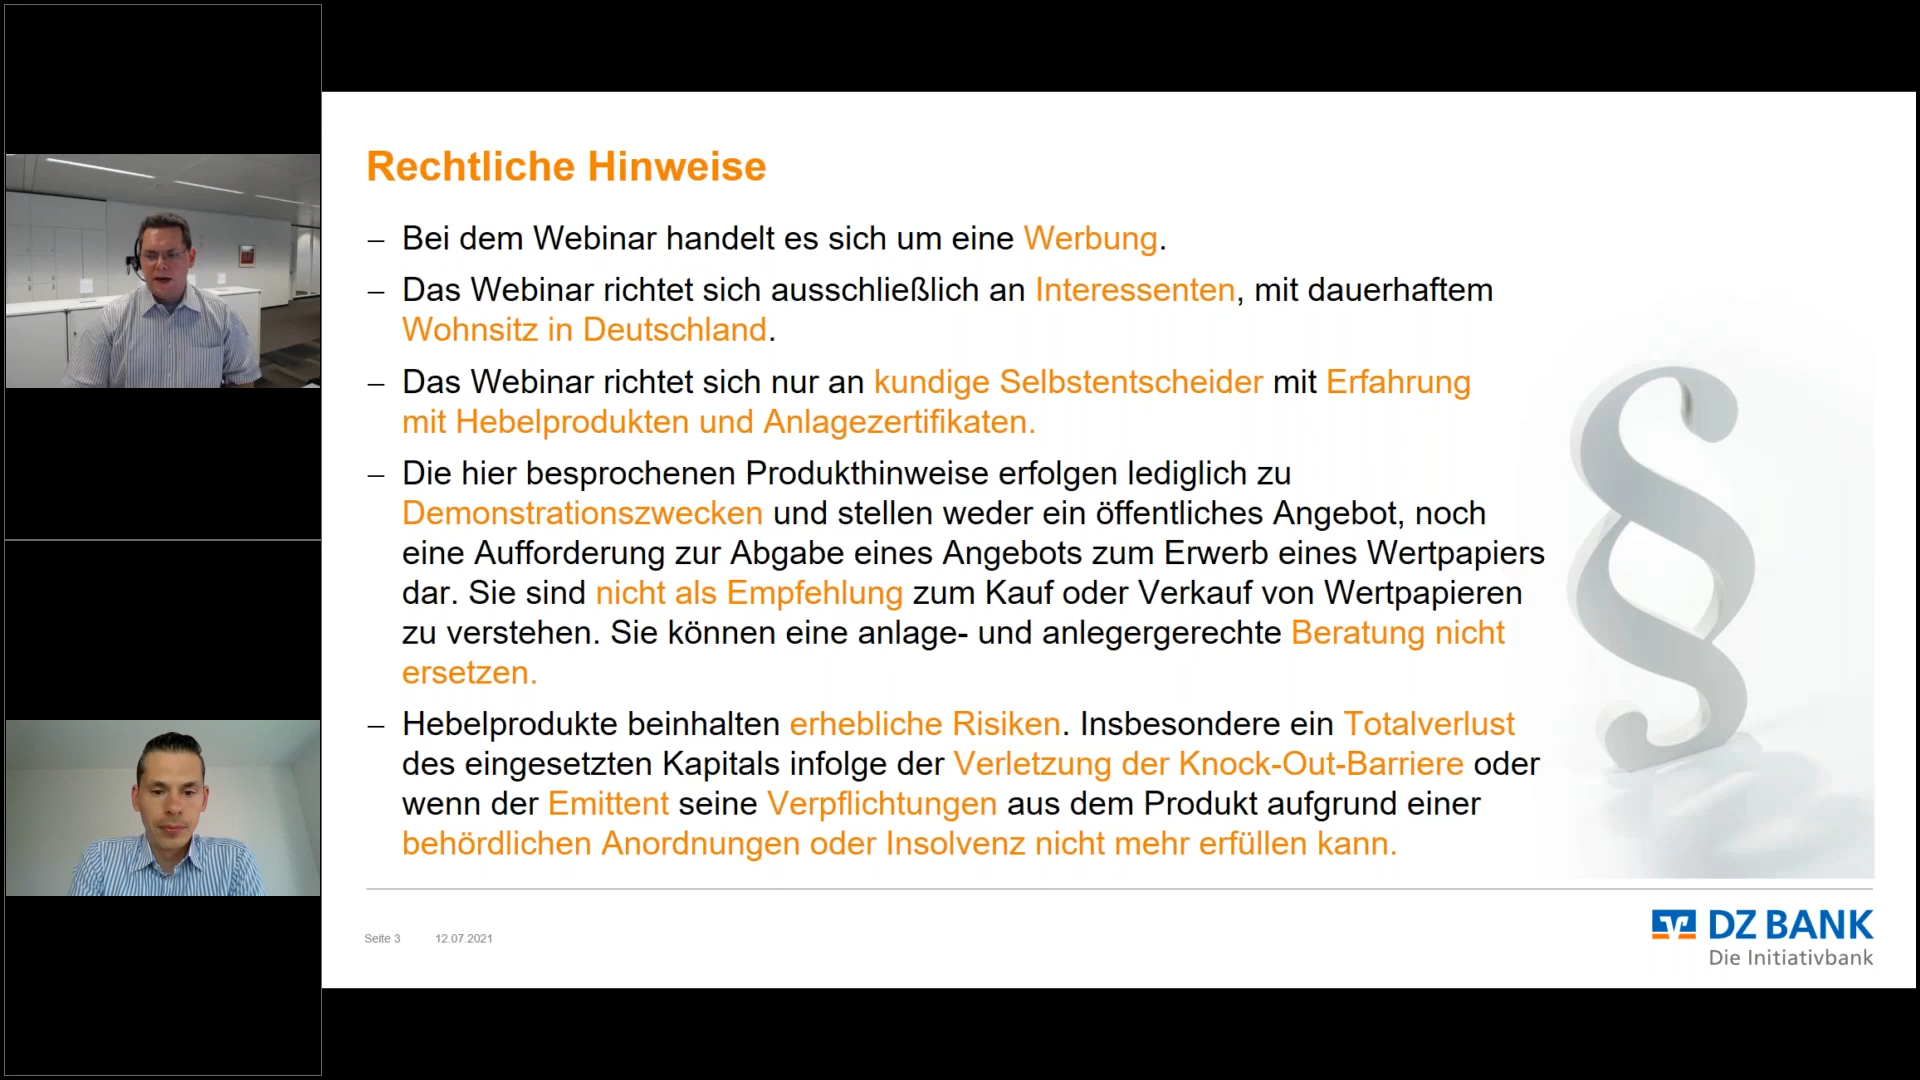 Rechtliche Hinweise
– Bei dem Webinar handelt es sich um eine Werbung.
– Das Webinar richtet sich ausschließlich an Interessenten, mit dauerhaftem
Wohnsitz in Deutschland.
– Das Webinar richtet sich nur an kundige Selbstentscheider mit Erfahrung
mit Hebelprodukten und Anlagezertifikaten.
– Die hier besprochenen Produkthinweise erfolgen lediglich zu
Demonstrationszwecken und stellen weder ein öffentliches Angebot, noch
eine Aufforderung zur Abgabe eines Angebots zum Erwerb eines Wertpapiers
dar. Sie sind nicht als Empfehlung zum Kauf oder Verkauf von Wertpapieren
zu verstehen. Sie können eine anlage- und anlegergerechte Beratung nicht
ersetzen.
– Hebelprodukte beinhalten erhebliche Risiken. Insbesondere ein Totalverlust
des eingesetzten Kapitals infolge der Verletzung der Knock-Out-Barriere oder
wenn der Emittent seine Verpflichtungen aus dem Produkt aufgrund einer
behördlichen Anordnungen oder Insolvenz nicht mehr erfüllen kann.
§
Seite 3 12.07.2021
DZ BANK
Die Initiativbank